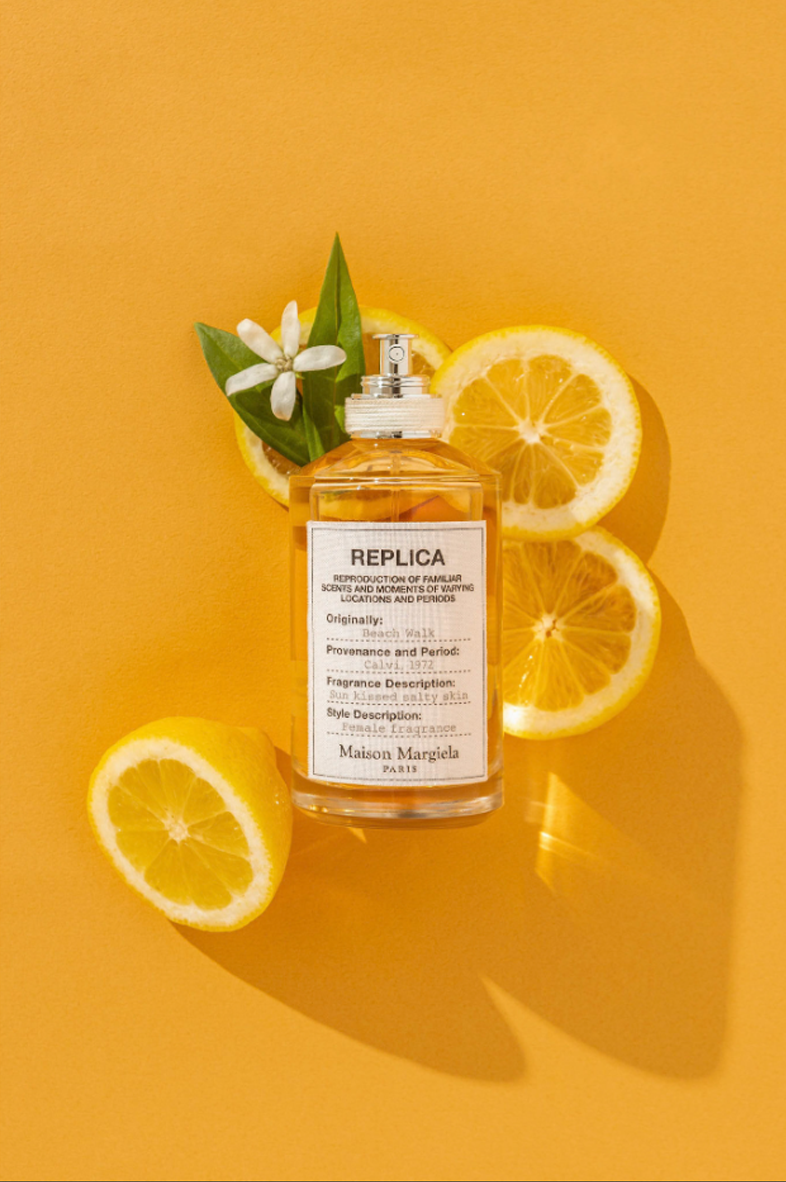 REPLICA
REPRODUCTION OF FAMILIAR
SCENTS AND MOMENTS OF VARYING
LOCATIONS AND PERIODS
Originally:
Beach Walk
Provenance and Period:
Calvi, 1972
Fragrance Description:
Sun kissed salty skin
Style Description:
Female fragrance
Maison Margiela
PARIS